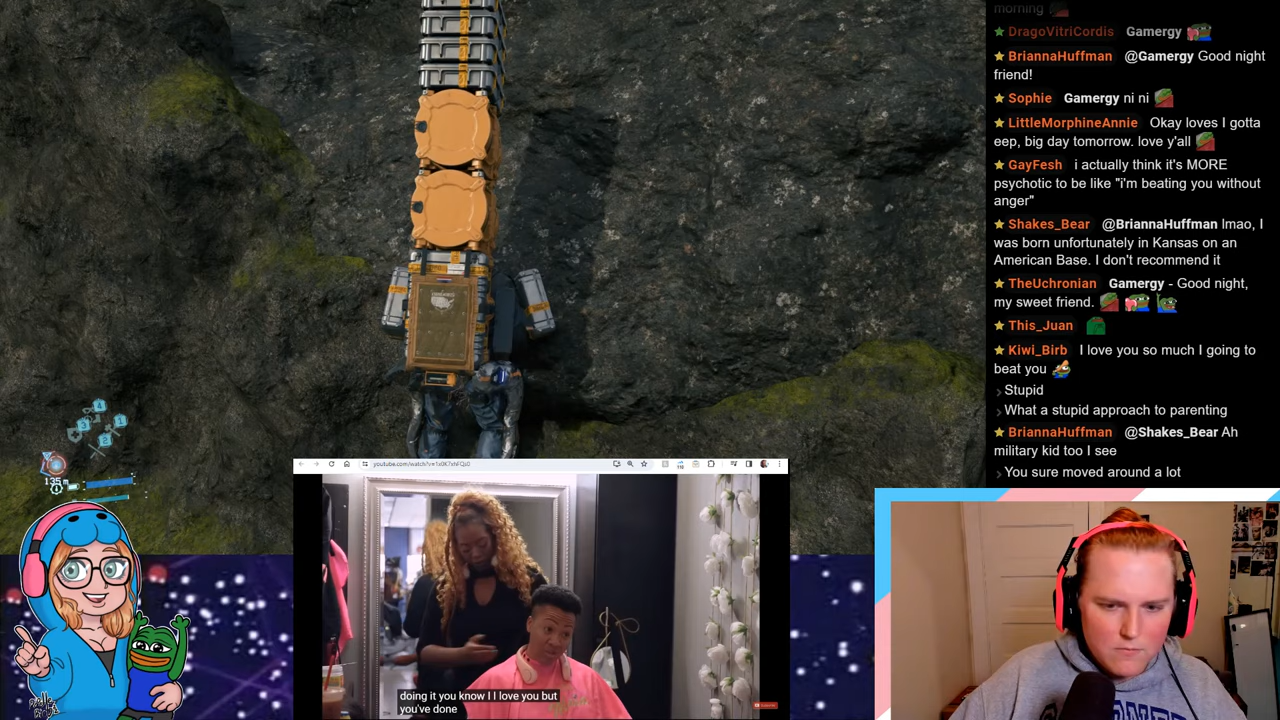 morning
DragoVitriCordis Gamergy
BriannaHuffman @Gamergy Good night
friend!
Sophie Gamergy ni ni
LittleMorphineAnnie Okay loves I gotta
eep, big day tomorrow. love y'all
GayFesh i actually think it's MORE
psychotic to be like "i'm beating you without
anger"
Shakes_Bear @BriannaHuffman lmao, I
was born unfortunately in Kansas on an
American Base. I don't recommend it
TheUchronian Gamergy - Good night,
my sweet friend.
This_Juan
Kiwi_Birb I love you so much I going to
beat you
Stupid
What a stupid approach to parenting
BriannaHuffman @Shakes_Bear Ah
military kid too I see
You sure moved around a lot
4
3
1
2
135 m
doing it you know I I love you but
you've done